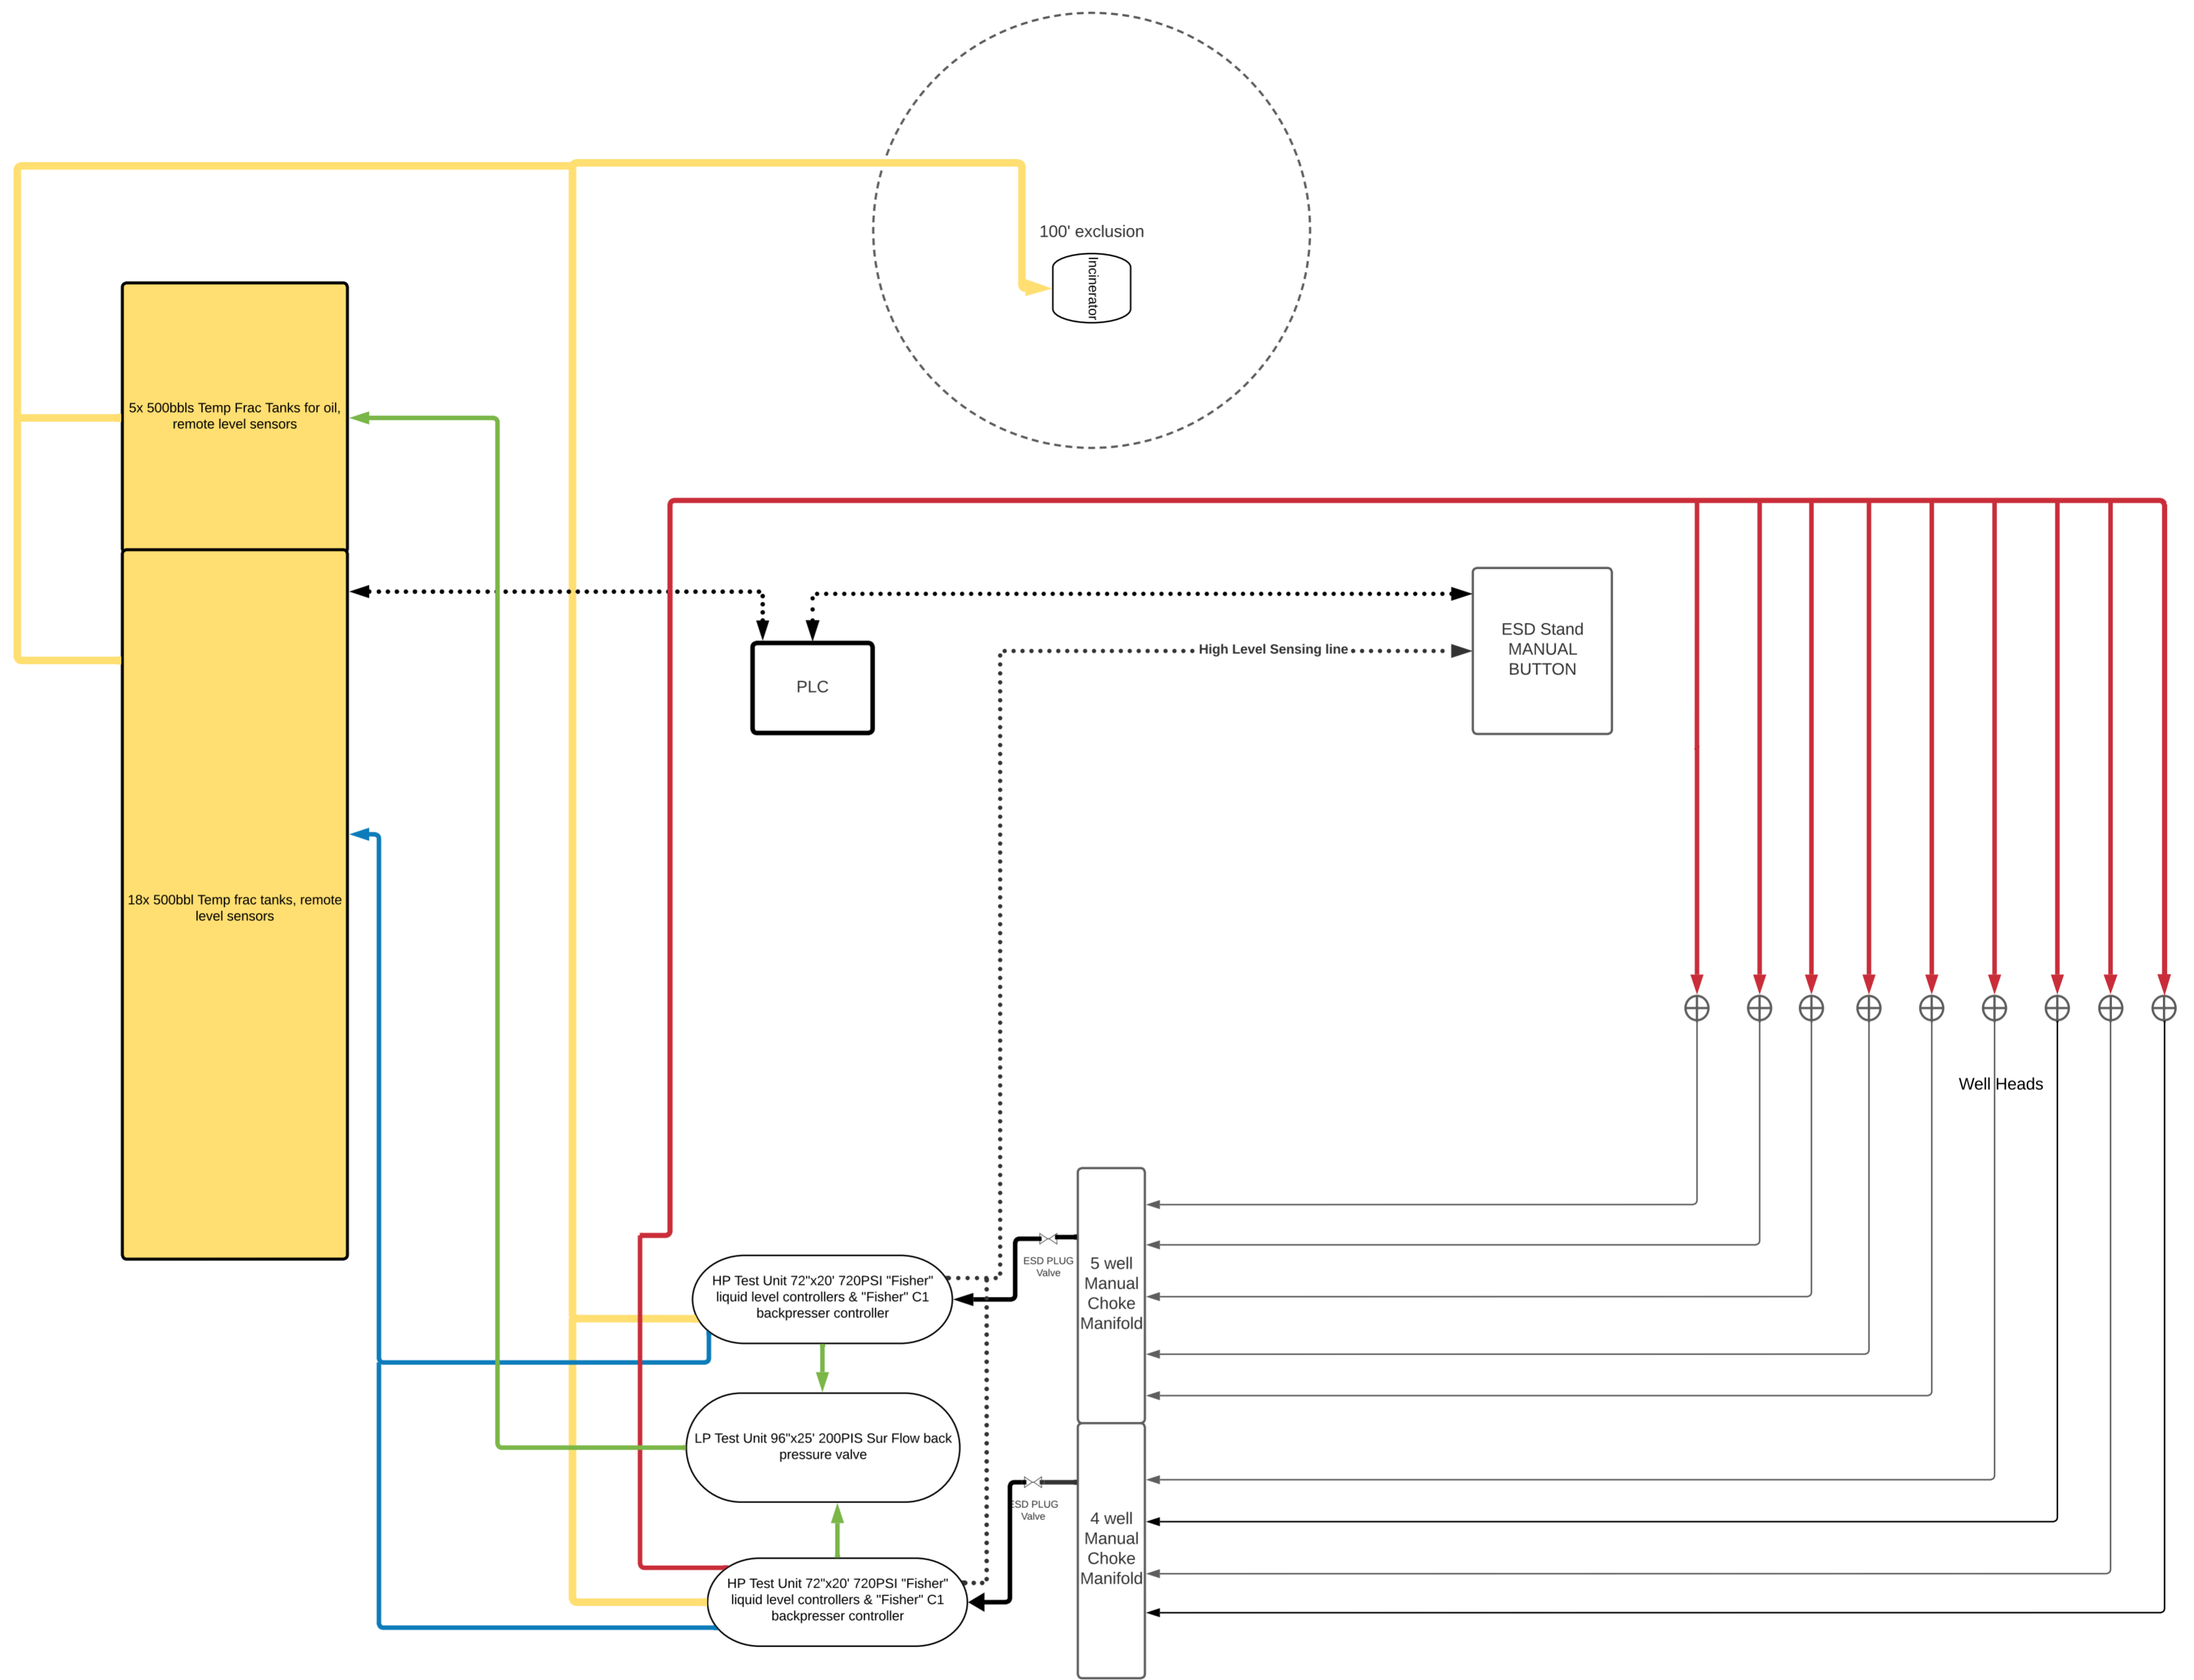 100' exclusion
Incinerator
5x 500bbls Temp Frac Tanks for oil,
remote level sensors
ESD Stand
MANUAL
BUTTON
High Level Sensing line
PLC
18x 500bbl Temp frac tanks, remote
level sensors
Well Heads
ESD PLUG
Valve
5 well
Manual
Choke
Manifold
HP Test Unit 72"x20' 720PSI "Fisher"
liquid level controllers & "Fisher" C1
backpresser controller
LP Test Unit 96"x25' 200PIS Sur Flow back
pressure valve
ESD PLUG
Valve
4 well
Manual
Choke
Manifold
HP Test Unit 72"x20' 720PSI "Fisher"
liquid level controllers & "Fisher" C1
backpresser controller